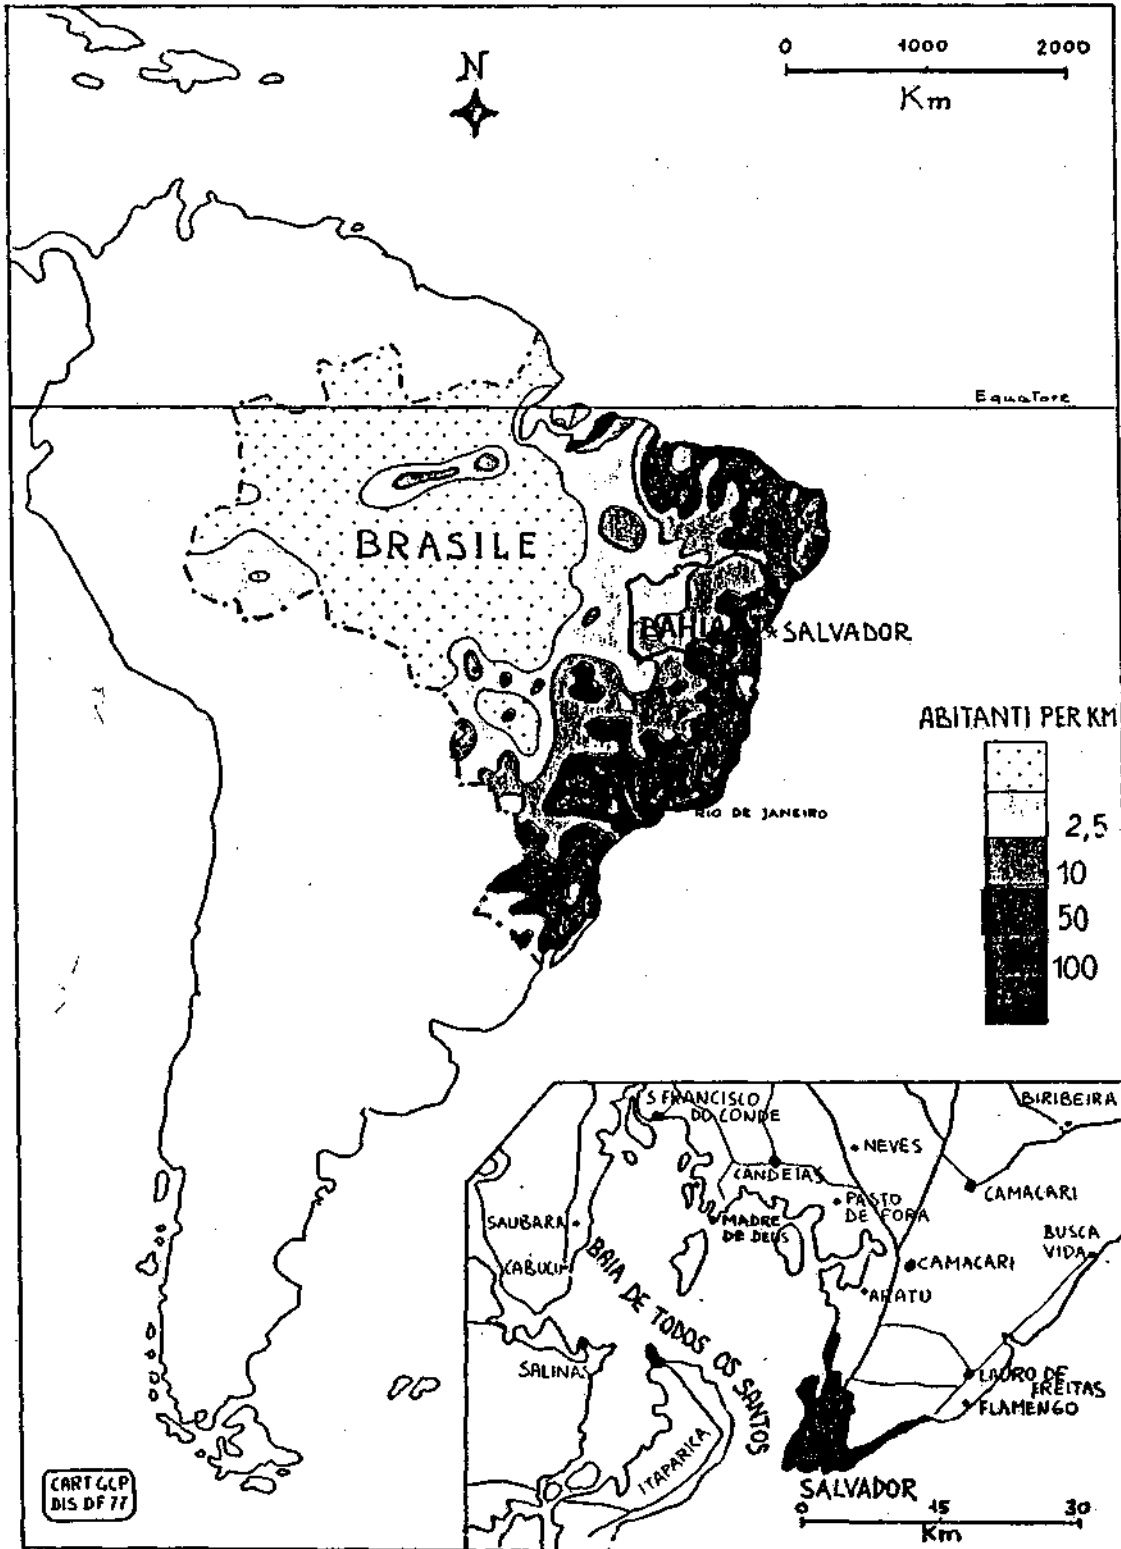 0 1000 2000
Km
N
Equatore
BRASILE
BAHIA
SALVADOR
ABITANTI PER KM
2,5
10
50
100
RIO DE JANEIRO
S FRANCISCO
DO CONDE
BIRIBEIRA
NEVES
CANDEIAS
CAMACARI
PASTO
DE FORA
SAUBARA
MADRE
DE DEUS
BUSCA
VIDA
CABUCU
CAMACARI
ARATU
BAIA DE TODOS OS SANTOS
SALINAS
LAURO DE
FREITAS
FLAMENGO
ITAPARICA
SALVADOR
0 15 30
Km
CART GCP
DIS DF 77